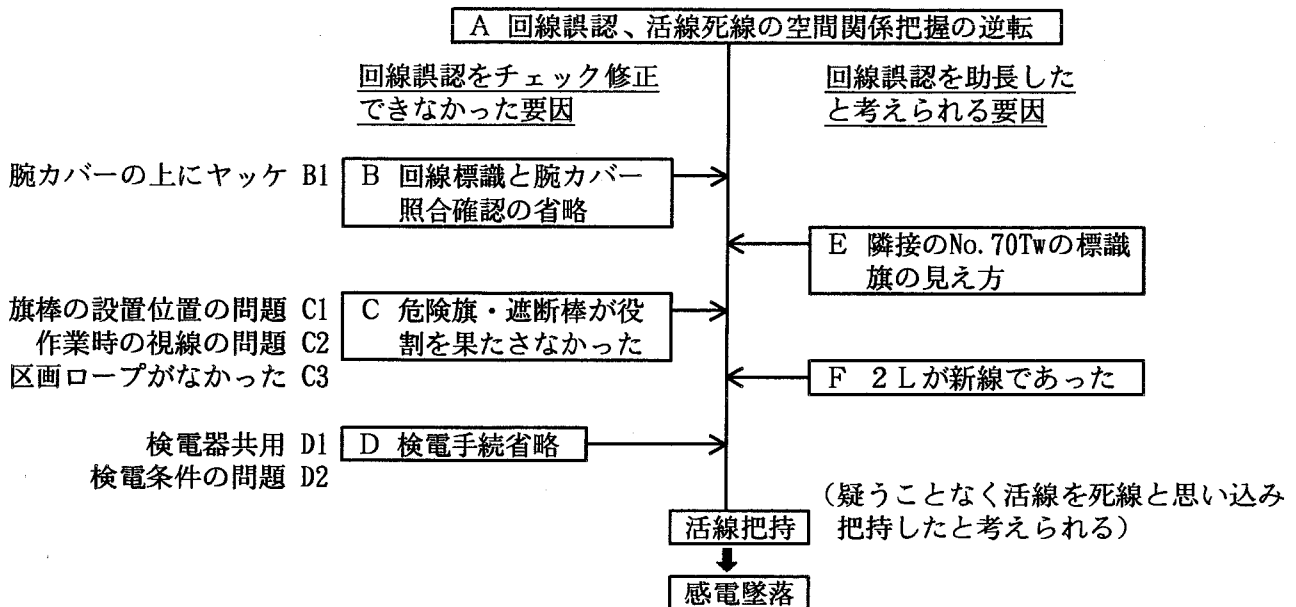 A 回線誤認、活線死線の空間関係把握の逆転
回線誤認をチェック修正
できなかった要因
回線誤認を助長した
と考えられる要因
腕カバーの上にヤッケ B1
B 回線標識と腕カバー
照合確認の省略
E 隣接のNo.70Twの標識
旗の見え方
旗棒の設置位置の問題 C1
作業時の視線の問題 C2
区画ロープがなかった C3
C 危険旗・遮断棒が役
割を果たさなかった
F 2Lが新線であった
検電器共用 D1
検電条件の問題 D2
D 検電手続省略
(疑うことなく活線を死線と思い込み
把持したと考えられる)
活線把持
感電墜落